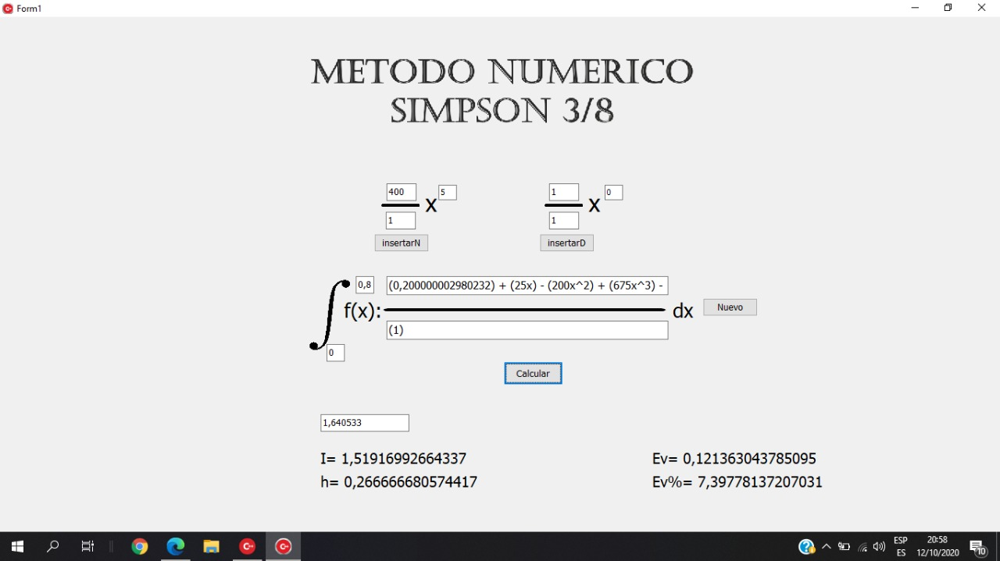 Form1
METODO NUMERICO
SIMPSON 3/8
400
5
X
1
insertarN
1
0
X
1
insertarD
0,8
(0,200000002980232) + (25x) - (200x^2) + (675x^3) -
f(x):
dx
Nuevo
(1)
0
Calcular
1,640533
I= 1,51916992664337
Ev= 0,121363043785095
h= 0,266666680574417
Ev%= 7,39778137207031
ESP
ES
20:58
12/10/2020
10